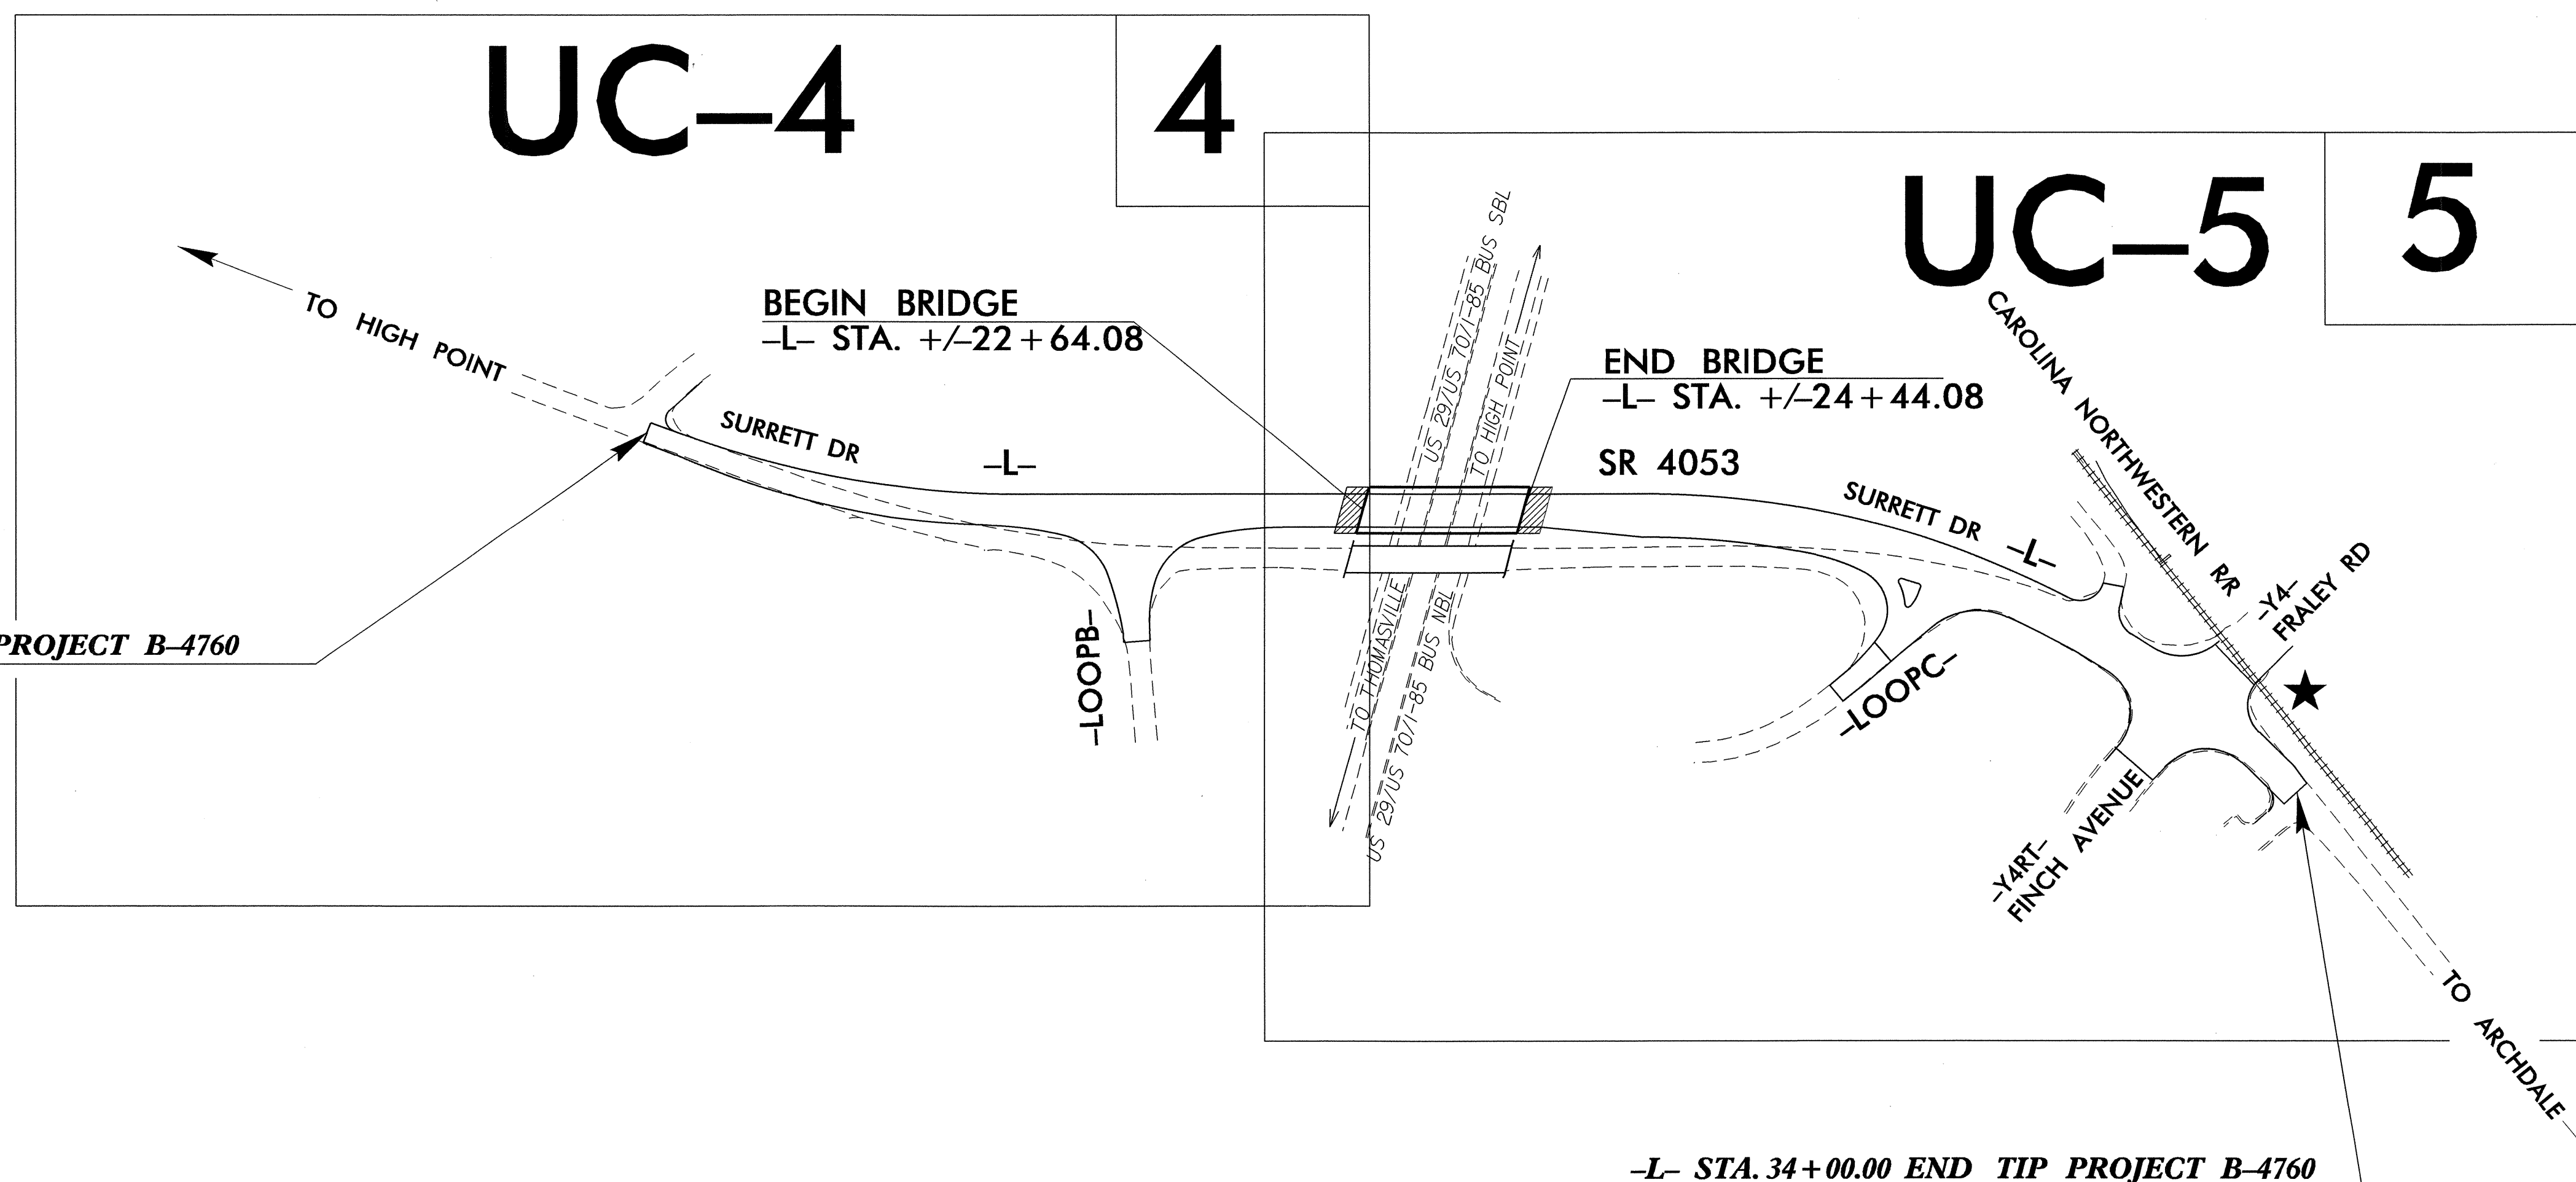 UC–4
4
UC–5
5
TO HIGH POINT
BEGIN BRIDGE
–L– STA. +/–22+64.08
END BRIDGE
–L– STA. +/–24+44.08
SURRETT DR
–L–
SR 4053
US 29/US 70/I–85 BUS SBL
TO HIGH POINT
CAROLINA NORTHWESTERN R/R
SURRETT DR
–L–
–Y4–
FRALEY RD
PROJECT B–4760
–LOOPB–
TO THOMASVILLE
US 29/US 70/I–85 BUS NBL
–LOOPC–
–Y4RT–
FINCH AVENUE
TO ARCHDALE
–L– STA. 34+00.00 END TIP PROJECT B–4760